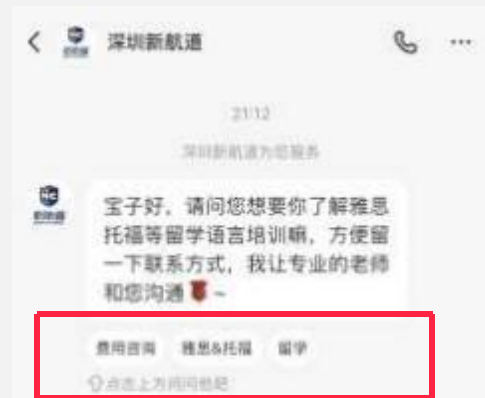 深圳新航道
21:12
深圳新航道为您服务
宝子好，请问您想要你了解雅思
托福等留学语言培训嘛，方便留
一下联系方式，我让专业的老师
和您沟通～
费用咨询 雅思&托福 留学
点击上方问问他吧